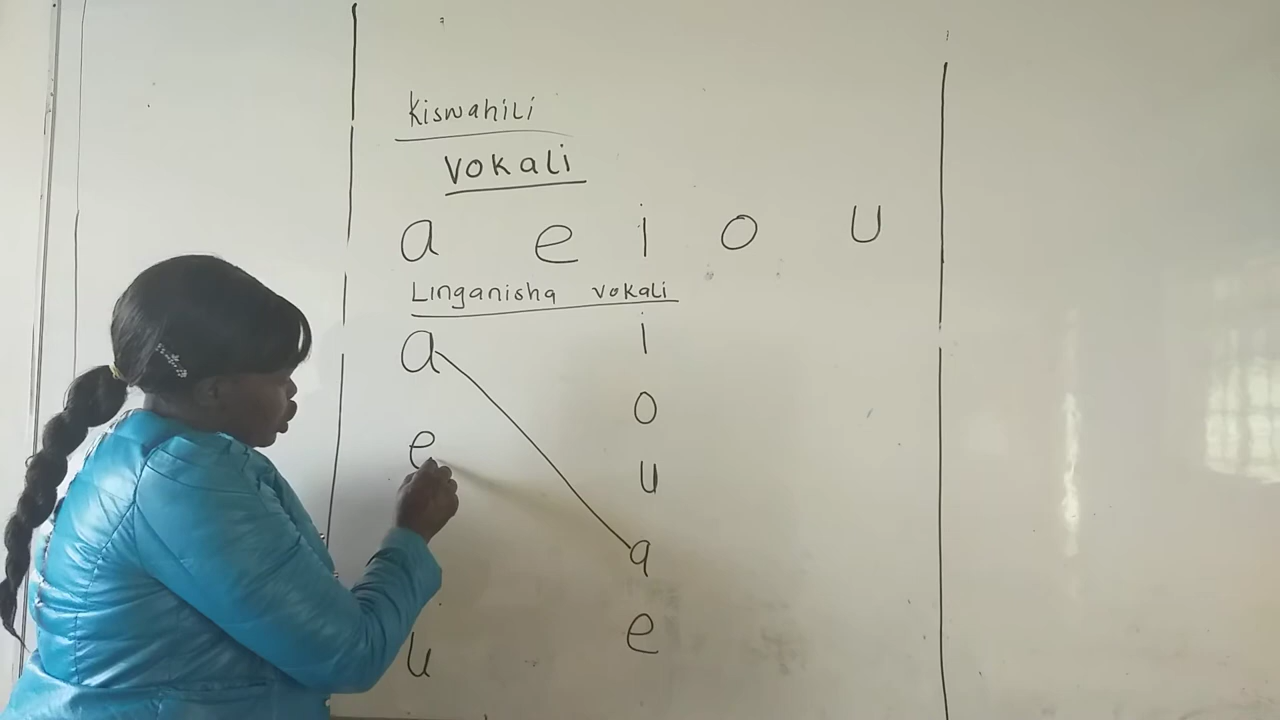 Kiswahili
Vokali
a e i o u
Linganisha vokali
a i
e o
u
a
u e